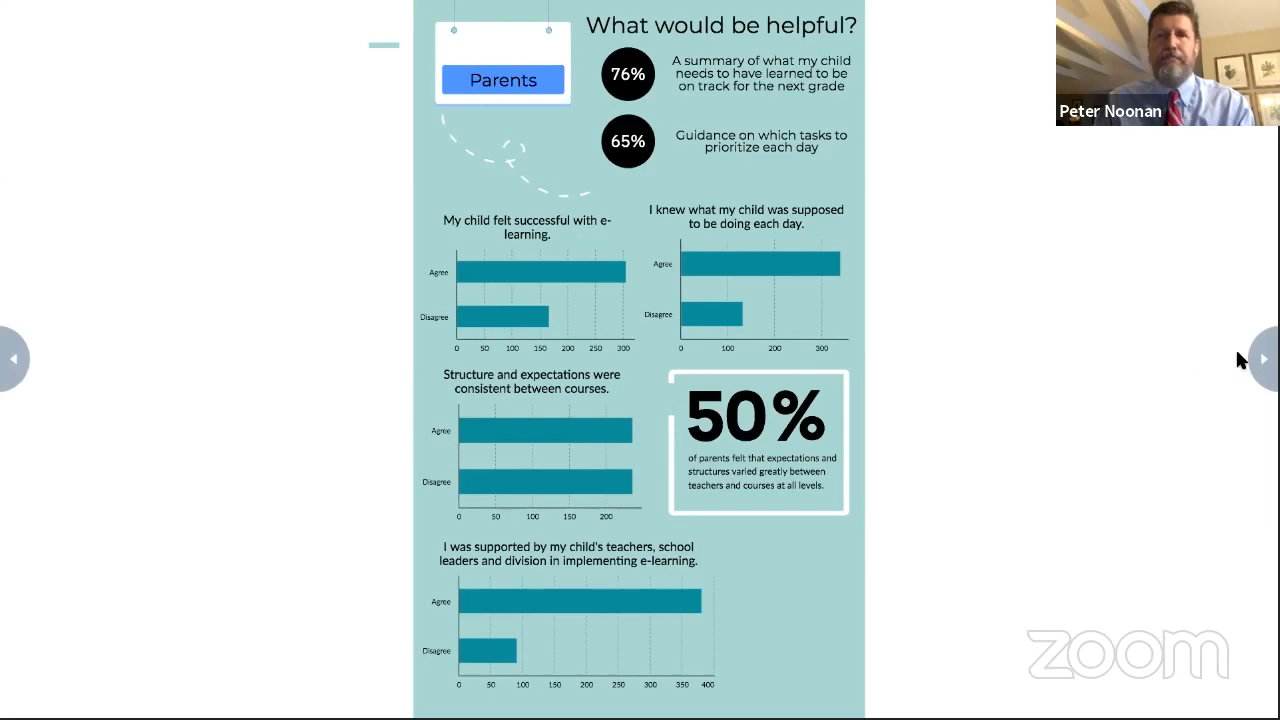 What would be helpful?
Parents
76%
A summary of what my child
needs to have learned to be
on track for the next grade
65%
Guidance on which tasks to
prioritize each day
Peter Noonan
My child felt successful with e-
learning.
Agree
Disagree
0 50 100 150 200 250 300
I knew what my child was supposed
to be doing each day.
Agree
Disagree
0 100 200 300
Structure and expectations were
consistent between courses.
Agree
Disagree
0 50 100 150 200
50%
of parents felt that expectations and
structures varied greatly between
teachers and courses at all levels.
I was supported by my child's teachers, school
leaders and division in implementing e-learning.
Agree
Disagree
0 50 100 150 200 250 300 350 400
zoom